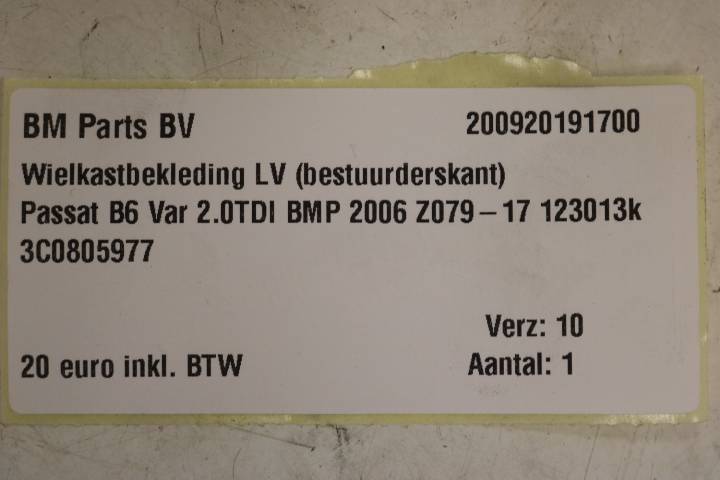 BM Parts BV 200920191700
Wielkastbekleding LV (bestuurderskant)
Passat B6 Var 2.0TDI BMP 2006 Z079-17 123013k
3C0805977
Verz: 10
20 euro inkl. BTW Aantal: 1